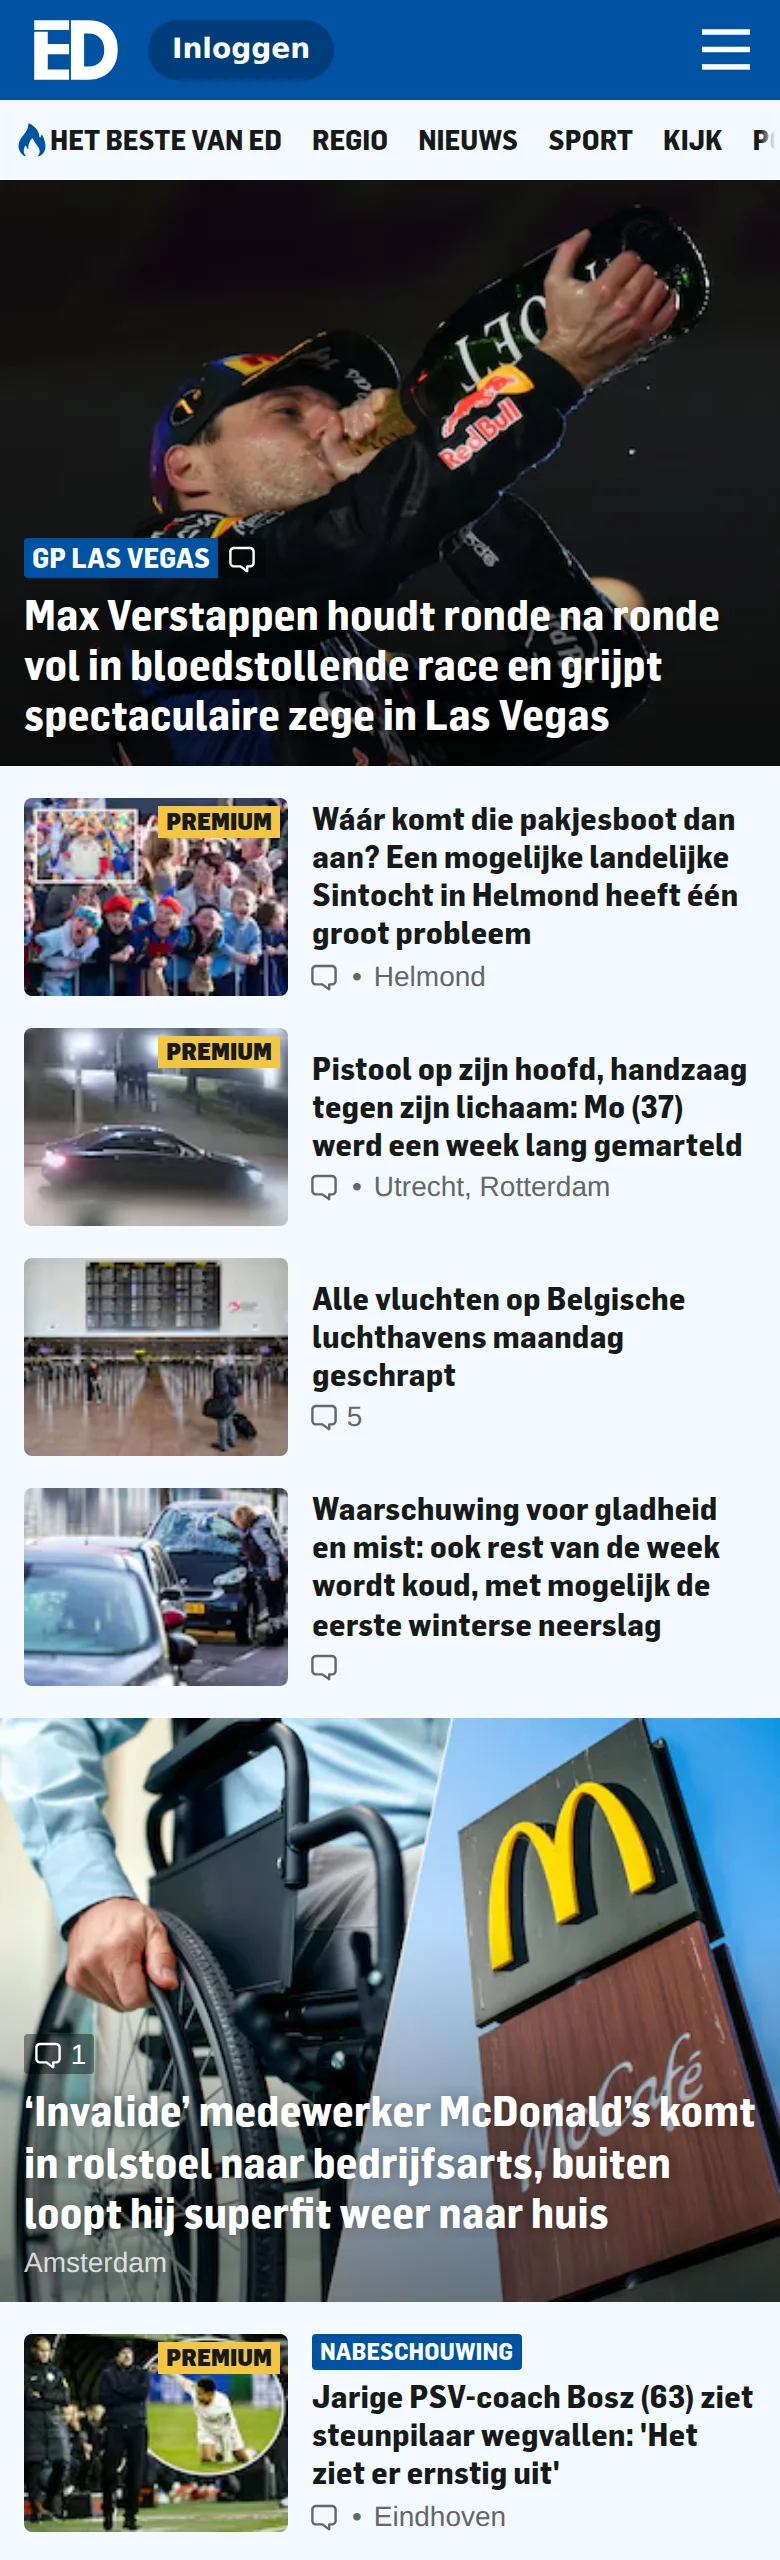 ED
Inloggen
HET BESTE VAN ED REGIO NIEUWS SPORT KIJK
MOET
Red Bull
GP LAS VEGAS
Max Verstappen houdt ronde na ronde
vol in bloedstollende race en grijpt
spectaculaire zege in Las Vegas
PREMIUM
Wáár komt die pakjesboot dan
aan? Een mogelijke landelijke
Sintocht in Helmond heeft één
groot probleem
• Helmond
PREMIUM
Pistool op zijn hoofd, handzaag
tegen zijn lichaam: Mo (37)
werd een week lang gemarteld
• Utrecht, Rotterdam
Alle vluchten op Belgische
luchthavens maandag
geschrapt
5
Waarschuwing voor gladheid
en mist: ook rest van de week
wordt koud, met mogelijk de
eerste winterse neerslag
M
McCafé
1
‘Invalide’ medewerker McDonald’s komt
in rolstoel naar bedrijfsarts, buiten
loopt hij superfit weer naar huis
Amsterdam
PREMIUM
NABESCHOUWING
Jarige PSV-coach Bosz (63) ziet
steunpilaar wegvallen: 'Het
ziet er ernstig uit'
• Eindhoven